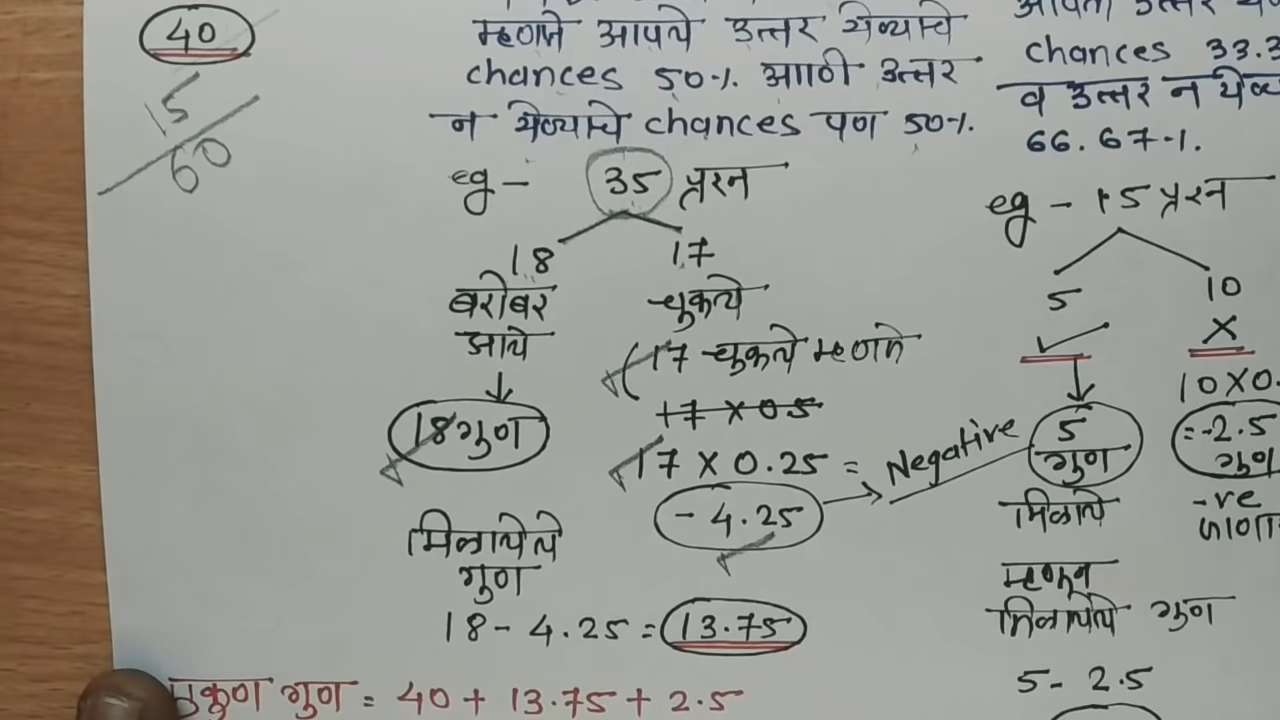 40
15
60
म्हणजे आपले उत्तर येण्याचे
chances 50% आणी उत्तर
न येण्याचे chances पण 50%.
eg - 35 प्रश्न
18 17
बरोबर चुकले
आले
(17 चुकले म्हणजे
17 X 0.5
18 गुण
17 X 0.25 =
- 4.25 → Negative
मिळालेले
गुण
18 - 4.25 = 13.75
एकूण गुण = 40 + 13.75 + 2.5
आपले उत्तर
chances 33.3
व उत्तर न
66.67%.
eg - 15 प्रश्न
5 10
✓ X
10 X 0.
5
गुण
= -2.5
गुण
मिळाले
-ve
म्हणून
मिळालेले गुण
5 - 2.5